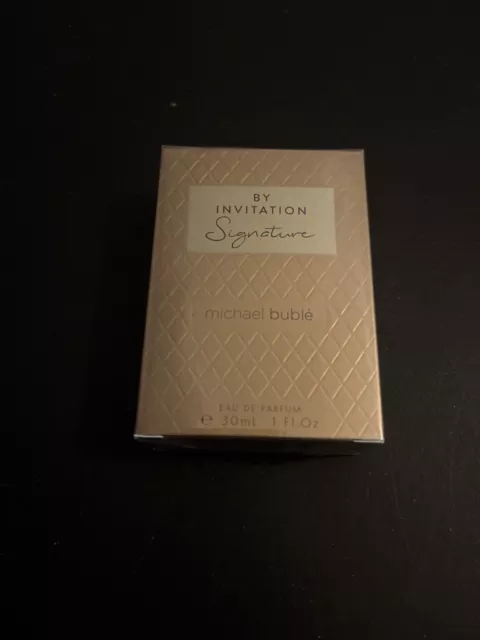 BY
INVITATION
Signature
michael bublé
EAU DE PARFUM
℮ 30mL 1 Fl.Oz